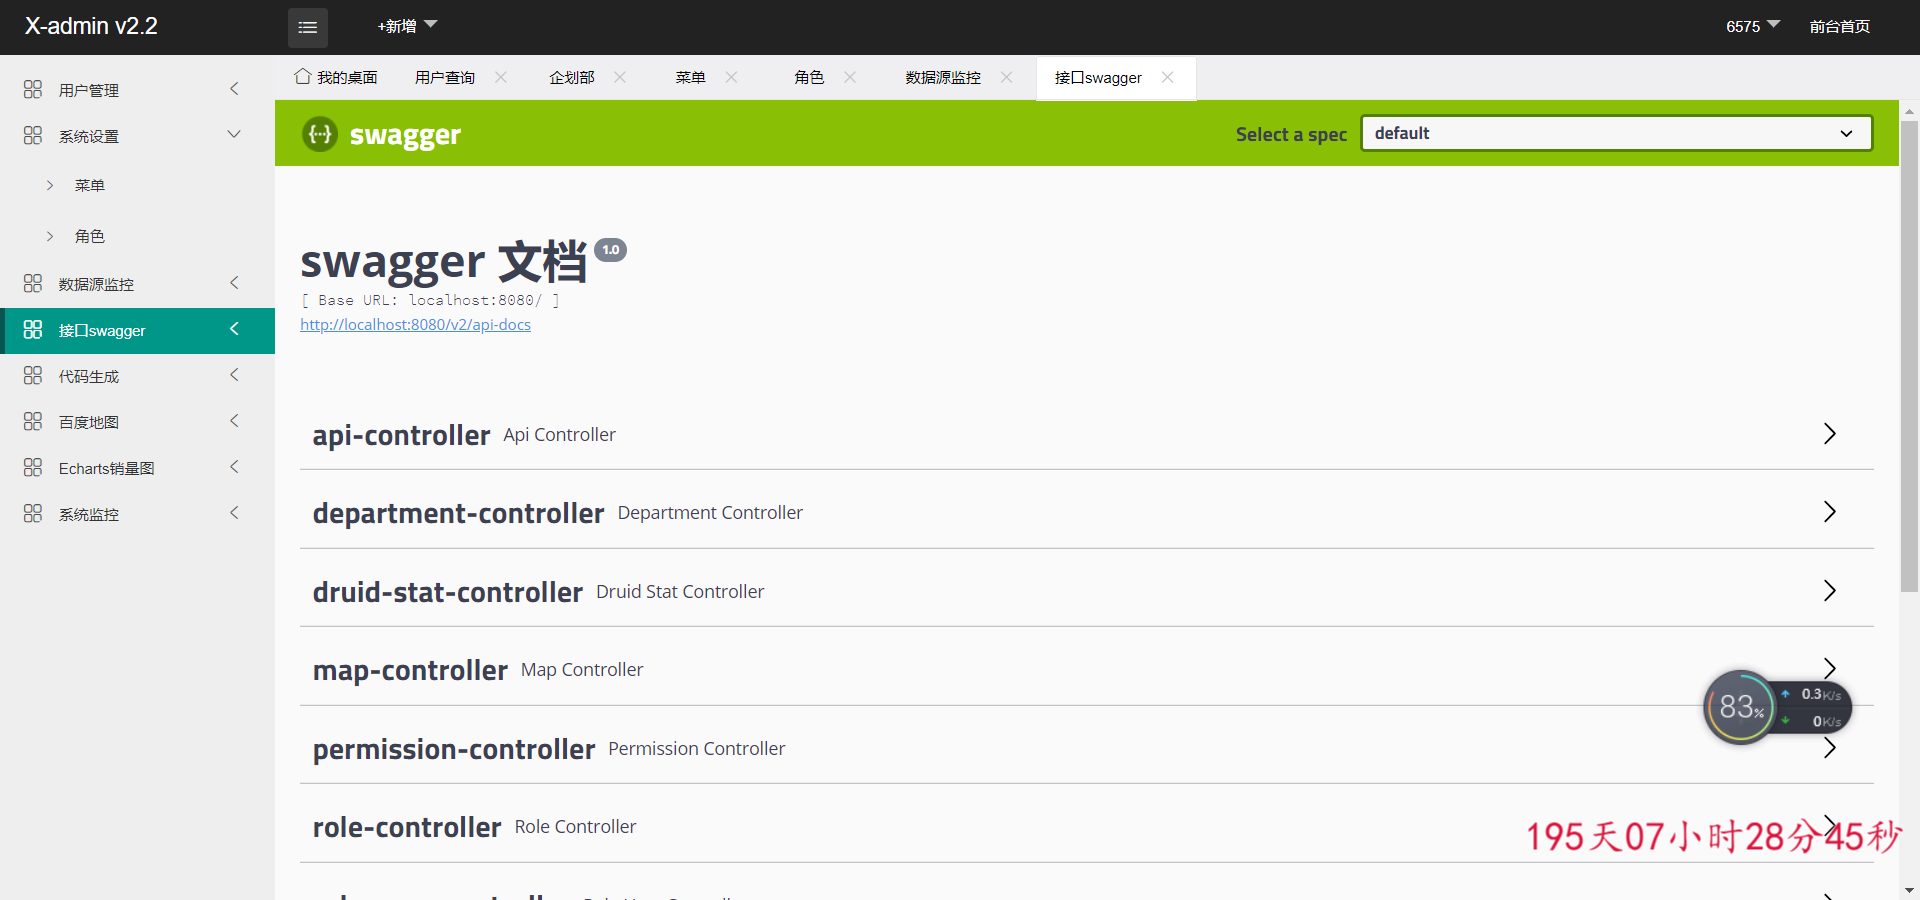 X-admin v2.2
+新增
6575
前台首页
我的桌面
用户查询
企划部
菜单
角色
数据源监控
接口swagger
用户管理
系统设置
菜单
角色
数据源监控
接口swagger
代码生成
百度地图
Echarts销量图
系统监控
swagger
Select a spec
default
swagger 文档 1.0
[ Base URL: localhost:8080/ ]
http://localhost:8080/v2/api-docs
api-controller Api Controller
department-controller Department Controller
druid-stat-controller Druid Stat Controller
map-controller Map Controller
permission-controller Permission Controller
role-controller Role Controller
83%
0.3K/s
0K/s
195天07小时28分45秒